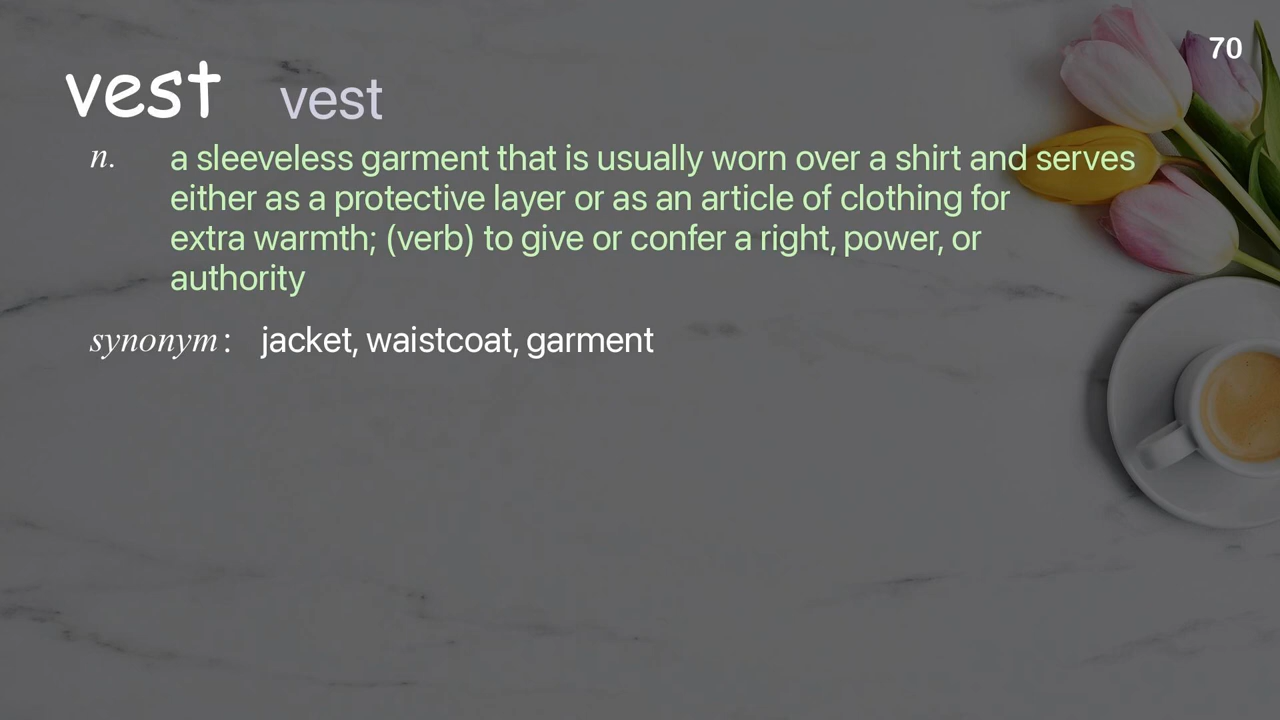 70
vest vest
n. a sleeveless garment that is usually worn over a shirt and serves
either as a protective layer or as an article of clothing for
extra warmth; (verb) to give or confer a right, power, or
authority
synonym: jacket, waistcoat, garment